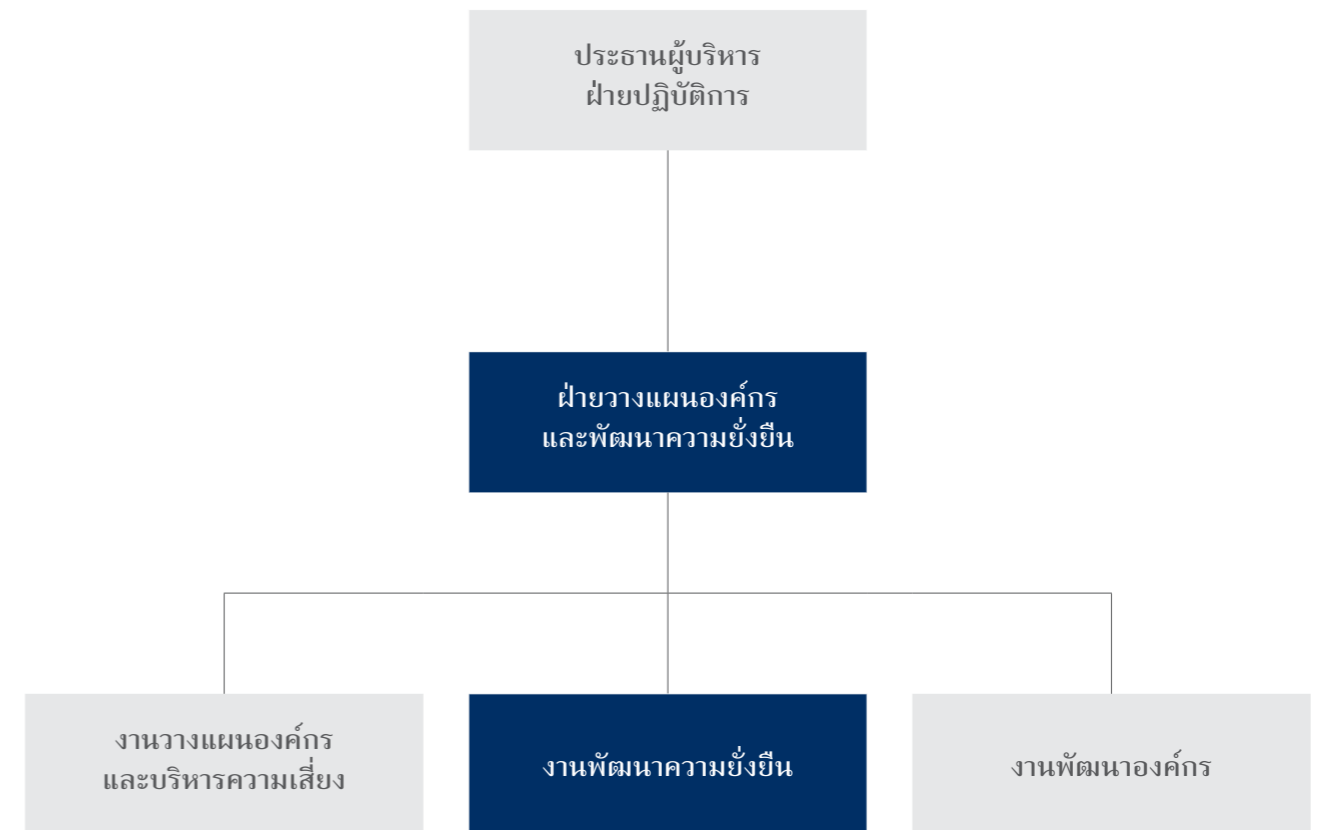 ประธานผู้บริหาร
ฝ่ายปฏิบัติการ
ฝ่ายวางแผนองค์กร
และพัฒนาความยั่งยืน
งานวางแผนองค์กร
และบริหารความเสี่ยง
งานพัฒนาความยั่งยืน
งานพัฒนาองค์กร